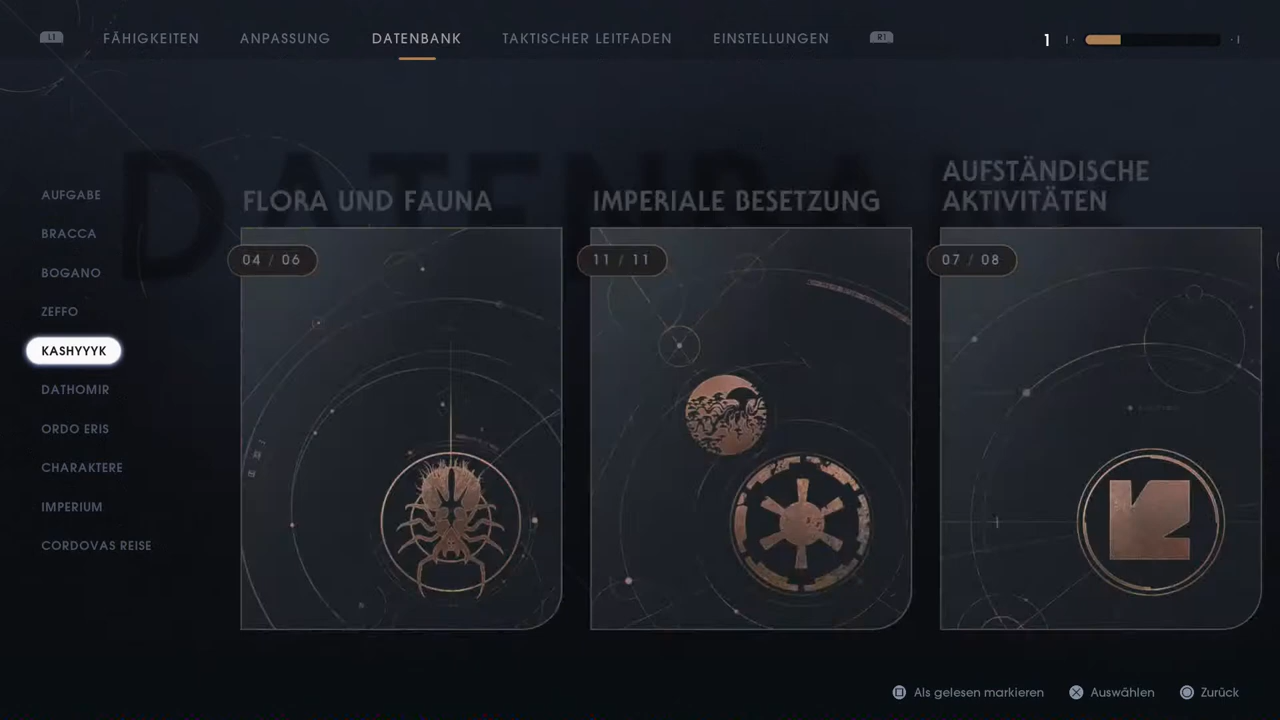 L1 FÄHIGKEITEN ANPASSUNG DATENBANK TAKTISCHER LEITFADEN EINSTELLUNGEN R1 1
DATENBANK
AUFGABE
BRACCA
BOGANO
ZEFFO
KASHYYYK
DATHOMIR
ORDO ERIS
CHARAKTERE
IMPERIUM
CORDOVAS REISE
FLORA UND FAUNA
04 / 06
IMPERIALE BESETZUNG
11 / 11
AUFSTÄNDISCHE
AKTIVITÄTEN
07 / 08
Als gelesen markieren Auswählen Zurück